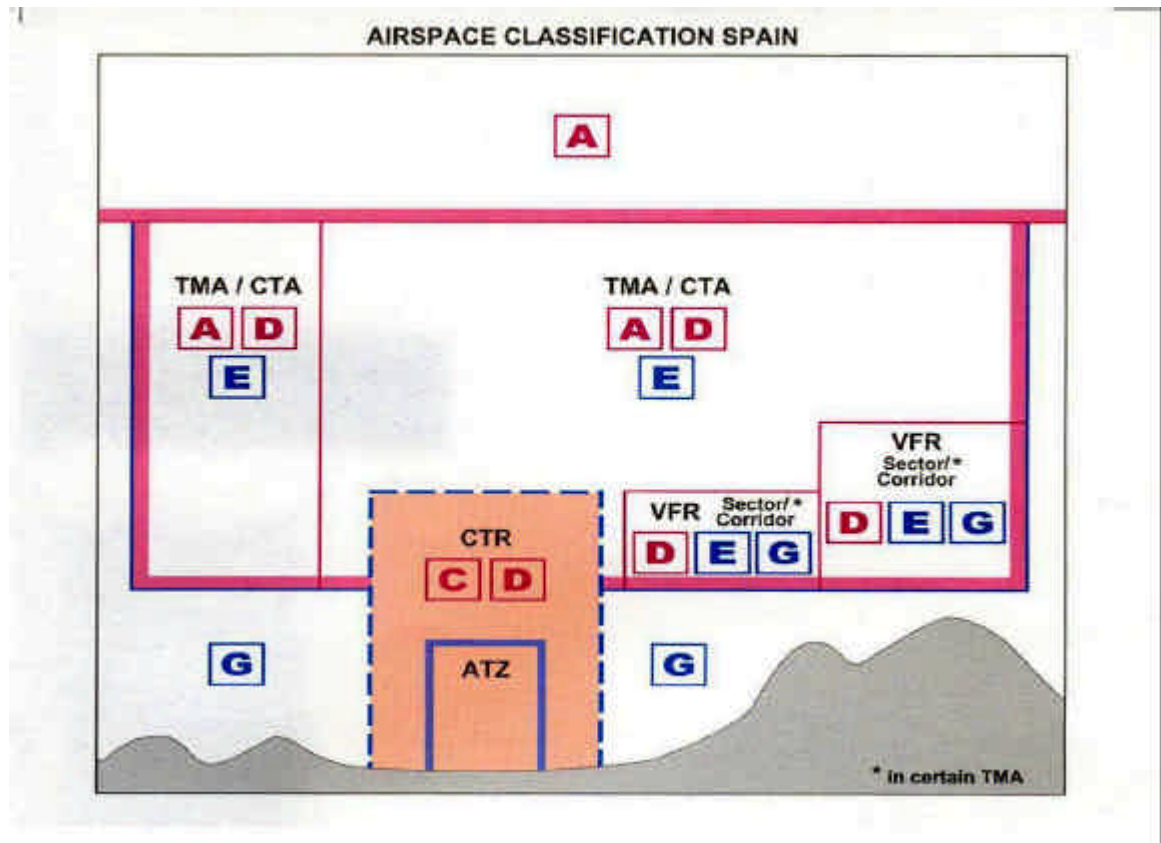 AIRSPACE CLASSIFICATION SPAIN
A
TMA / CTA
A D
E
TMA / CTA
A D
E
VFR
Sector/*
Corridor
D E G
VFR Sector/*
Corridor
D E G
CTR
C D
ATZ
G
G
* in certain TMA